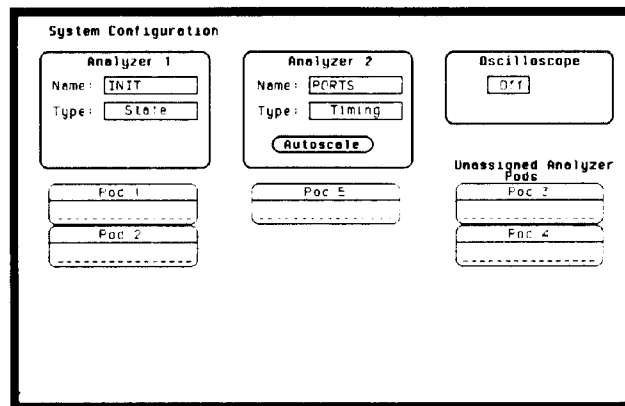 System Configuration
Analyzer 1
Name: INIT
Type: State
Analyzer 2
Name: PORTS
Type: Timing
Autoscale
Oscilloscope
Off
Unassigned Analyzer
Pods
Pod 1
Pod 2
Pod 5
Pod 3
Pod 4